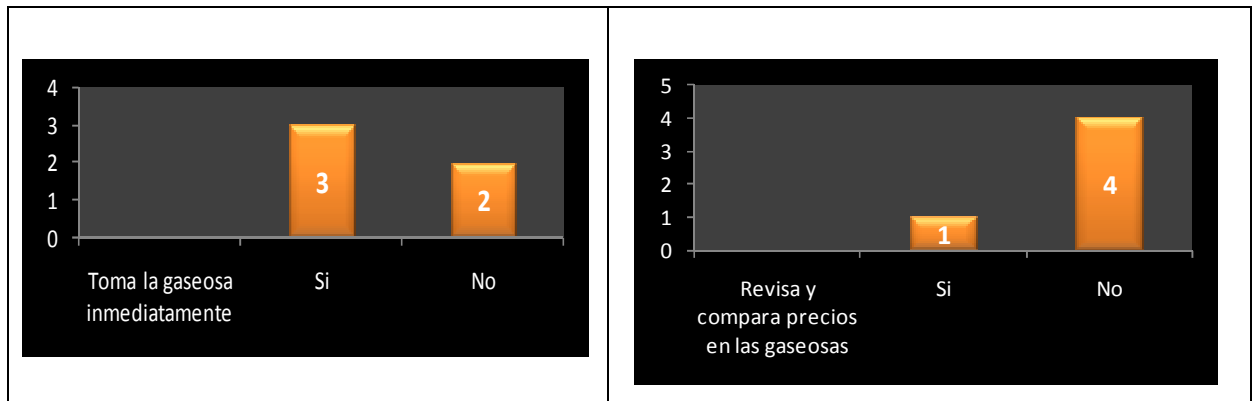 4
3
2
1
0
3
2
Toma la gaseosa
inmediatamente
Si
No
5
4
3
2
1
0
1
4
Revisa y
compara precios
en las gaseosas
Si
No